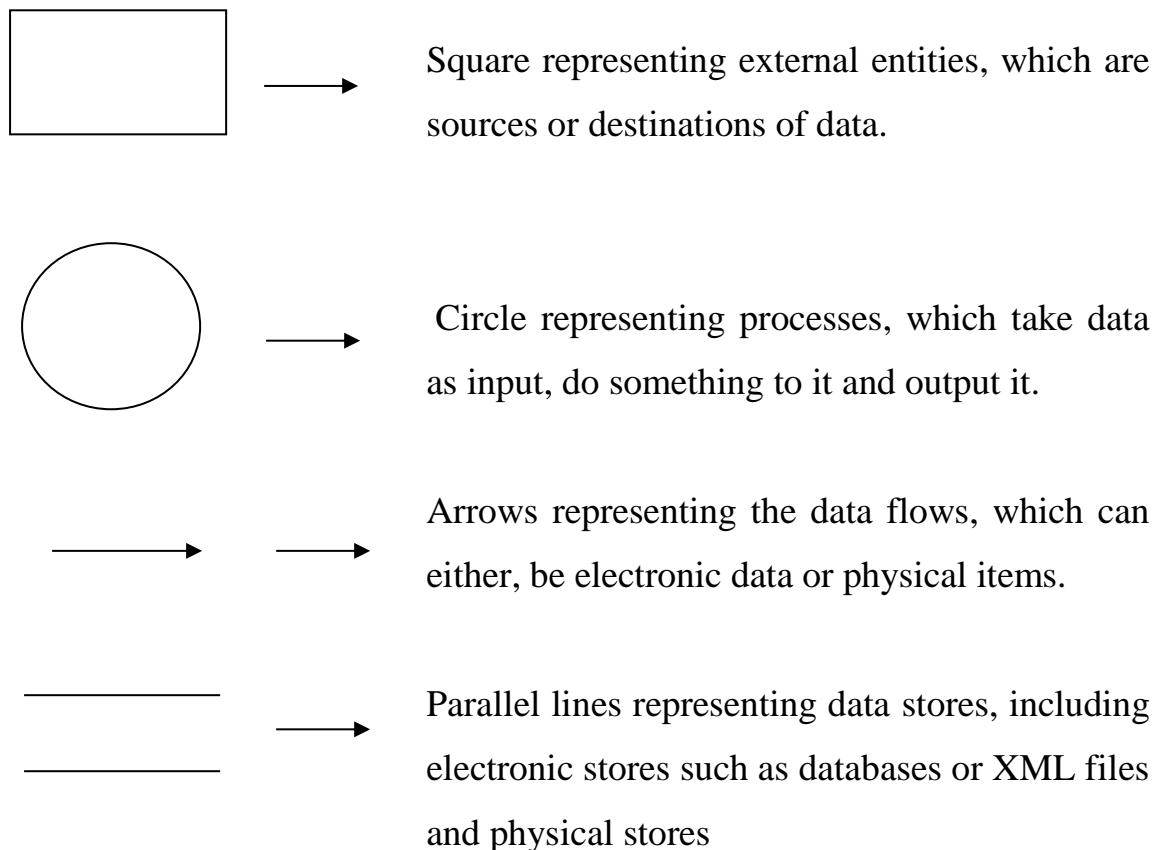 Square representing external entities, which are
sources or destinations of data.
Circle representing processes, which take data
as input, do something to it and output it.
Arrows representing the data flows, which can
either, be electronic data or physical items.
Parallel lines representing data stores, including
electronic stores such as databases or XML files
and physical stores